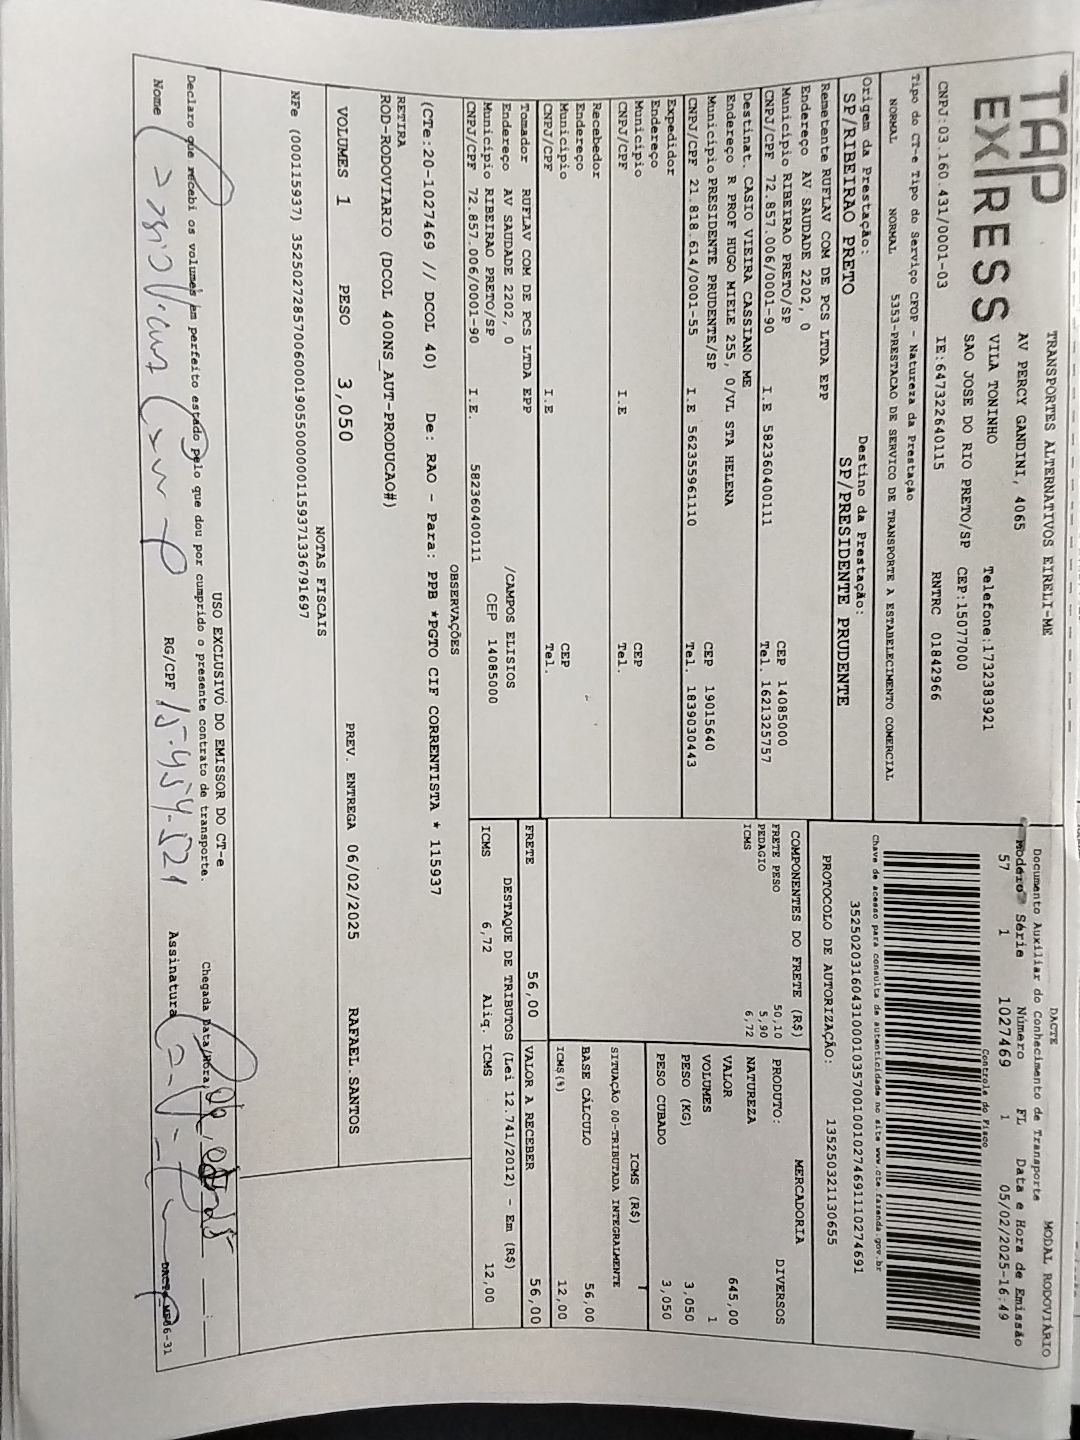 TAP
EXPRESS
TRANSPORTES ALTERNATIVOS EIRELI-ME
AV PERCY GANDINI, 4065
VILA TONINHO Telefone:1732383921
SAO JOSE DO RIO PRETO/SP CEP:15077000
CNPJ:03.160.431/0001-03 IE:647322640115 RNTRC 01842966
DACTE MODAL RODOVIÁRIO
Documento Auxiliar do Conhecimento de Transporte
Modero Série Número FL Data e Hora de Emissão
57 1 1027469 1 05/02/2025-16:49
Controle do Fisco
Chave de acesso para consulta de autenticidade no site www.cte.fazenda.gov.br
35250203160431000103570010010274691110274691
PROTOCOLO DE AUTORIZAÇÃO: 135250321130655
Tipo do CT-e Tipo do Serviço CFOP - Natureza da Prestação
NORMAL NORMAL 5353-PRESTACAO DE SERVICO DE TRANSPORTE A ESTABELECIMENTO COMERCIAL
Origem da Prestação: Destino da Prestação:
SP/RIBEIRAO PRETO SP/PRESIDENTE PRUDENTE
Remetente RUFLAV COM DE PCS LTDA EPP
Endereço AV SAUDADE 2202, 0
Município RIBEIRAO PRETO/SP CEP 14085000
CNPJ/CPF 72.857.006/0001-90 I.E 582360400111 Tel. 1621325757
Destinat. CASIO VIEIRA CASSIANO ME
Endereço R PROF HUGO MIELE 255, 0/VL STA HELENA
Município PRESIDENTE PRUDENTE/SP CEP 19015640
CNPJ/CPF 21.818.614/0001-55 I.E 562355961110 Tel. 1839030443
Expedidor
Endereço
Município CEP
CNPJ/CPF I.E Tel.
Recebedor
Endereço
Município CEP
CNPJ/CPF I.E Tel.
Tomador RUFLAV COM DE PCS LTDA EPP
Endereço AV SAUDADE 2202, 0 /CAMPOS ELISIOS
Município RIBEIRAO PRETO/SP CEP 14085000
CNPJ/CPF 72.857.006/0001-90 I.E. 582360400111
COMPONENTES DO FRETE (R$)
FRETE PESO 50,10
PEDAGIO 5,90
ICMS 6,72
MERCADORIA
PRODUTO: DIVERSOS
NATUREZA
VALOR 645,00
VOLUMES 1
PESO (KG) 3,050
PESO CUBADO 3,050
ICMS (R$)
SITUAÇÃO 00-TRIBUTADA INTEGRALMENTE
BASE CÁLCULO 56,00
ICMS(%) 12,00
FRETE 56,00 VALOR A RECEBER 56,00
DESTAQUE DE TRIBUTOS (Lei 12.741/2012) - Em (R$)
ICMS 6,72 Aliq. ICMS 12,00
OBSERVAÇÕES
(CTe:20-1027469 // DCOL 40) De: RAO - Para: PPB *PGTO CIF CORRENTISTA * 115937
RETIRA
ROD-RODOVIARIO (DCOL 400NS_AUT-PRODUCAO#)
VOLUMES 1 PESO 3,050 PREV. ENTREGA 06/02/2025 RAFAEL.SANTOS
NOTAS FISCAIS
NFe (000115937) 35250272857006000190550000001159371336791697
USO EXCLUSIVO DO EMISSOR DO CT-e
Declaro que recebi os volumes em perfeito estado pelo que dou por cumprido o presente contrato de transporte.
Chegada Data/Hora :
Nome RG/CPF 15.454.521 Assinatura